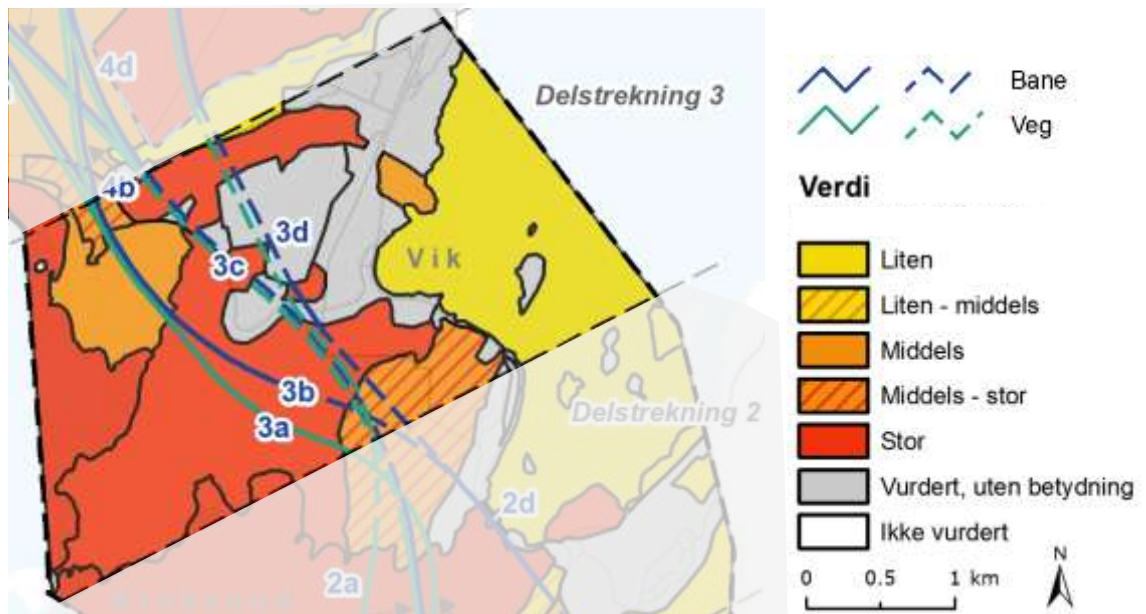 4d
Delstrekning 3
4b
3d
3c
Vik
3b
3a
Delstrekning 2
2d
2a
Bane
Veg
Verdi
Liten
Liten - middels
Middels
Middels - stor
Stor
Vurdert, uten betydning
Ikke vurdert
N
0 0.5 1 km